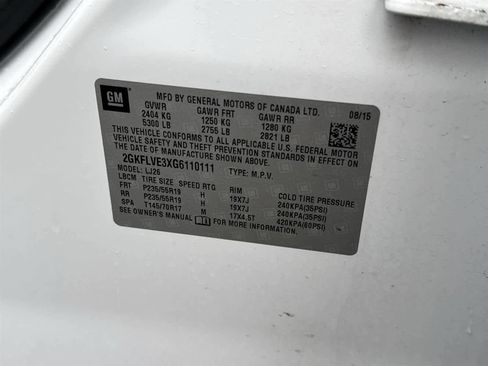 GM
MFD BY GENERAL MOTORS OF CANADA LTD. 08/15
GVWR GAWR FRT GAWR RR
2404 KG 1250 KG 1280 KG
5300 LB 2755 LB 2821 LB
THIS VEHICLE CONFORMS TO ALL APPLICABLE U.S. FEDERAL MOTOR
VEHICLE SAFETY, BUMPER, AND THEFT PREVENTION STANDARDS IN EFFECT ON
THE DATE OF MANUFACTURE SHOWN ABOVE.
2GKFLVE3XG6110111 TYPE: M.P.V.
MODEL: LJ26
LBCM TIRE SIZE SPEED RTG RIM COLD TIRE PRESSURE
FRT P235/55R19 H 19X7J 240KPA(35PSI)
RR P235/55R19 H 19X7J 240KPA(35PSI)
SPA T145/70R17 M 17X4.5T 420KPA(60PSI)
SEE OWNER'S MANUAL FOR MORE INFORMATION.